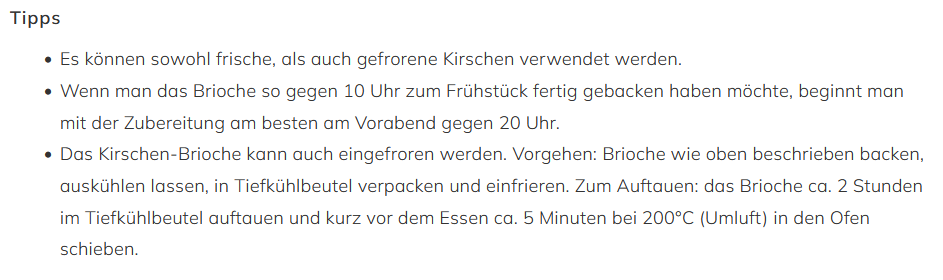 Tipps
• Es können sowohl frische, als auch gefrorene Kirschen verwendet werden.
• Wenn man das Brioche so gegen 10 Uhr zum Frühstück fertig gebacken haben möchte, beginnt man
mit der Zubereitung am besten am Vorabend gegen 20 Uhr.
• Das Kirschen-Brioche kann auch eingefroren werden. Vorgehen: Brioche wie oben beschrieben backen,
auskühlen lassen, in Tiefkühlbeutel verpacken und einfrieren. Zum Auftauen: das Brioche ca. 2 Stunden
im Tiefkühlbeutel auftauen und kurz vor dem Essen ca. 5 Minuten bei 200°C (Umluft) in den Ofen
schieben.